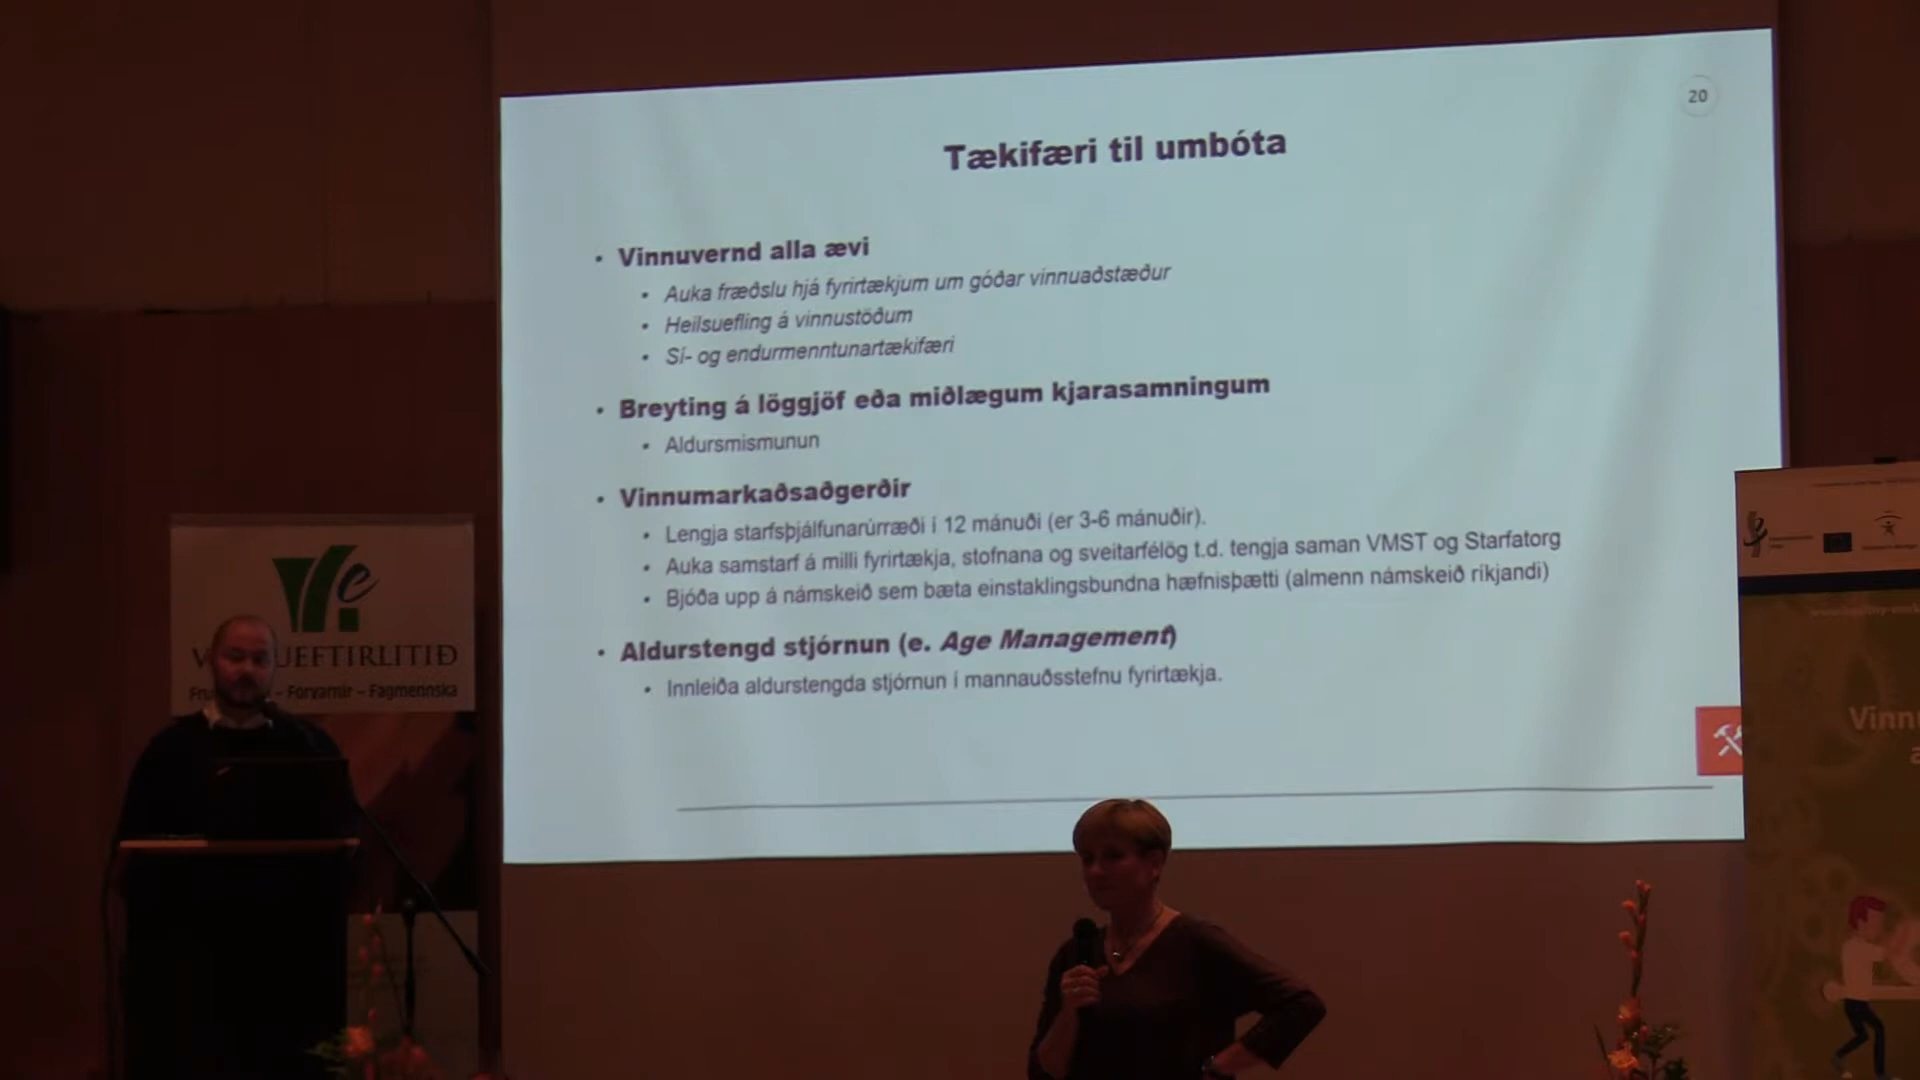 20
Tækifæri til umbóta
• Vinnuvernd alla ævi
• Auka fræðslu hjá fyrirtækjum um góðar vinnuaðstæður
• Heilsuefling á vinnustöðum
• Sí- og endurmenntunartækifæri
• Breyting á löggjöf eða miðlægum kjarasamningum
• Aldursmismunun
• Vinnumarkaðsaðgerðir
• Lengja starfsþjálfunarúrræði í 12 mánuði (er 3-6 mánuðir).
• Auka samstarf á milli fyrirtækja, stofnana og sveitarfélög t.d. tengja saman VMST og Starfatorg
• Bjóða upp á námskeið sem bæta einstaklingsbundna hæfnisþætti (almenn námskeið ríkjandi)
• Aldurstengd stjórnun (e. Age Management)
• Innleiða aldurstengda stjórnun í mannauðsstefnu fyrirtækja.
V UEFTIRLITIÐ
– Forvarnir – Fagmennska
Vinn